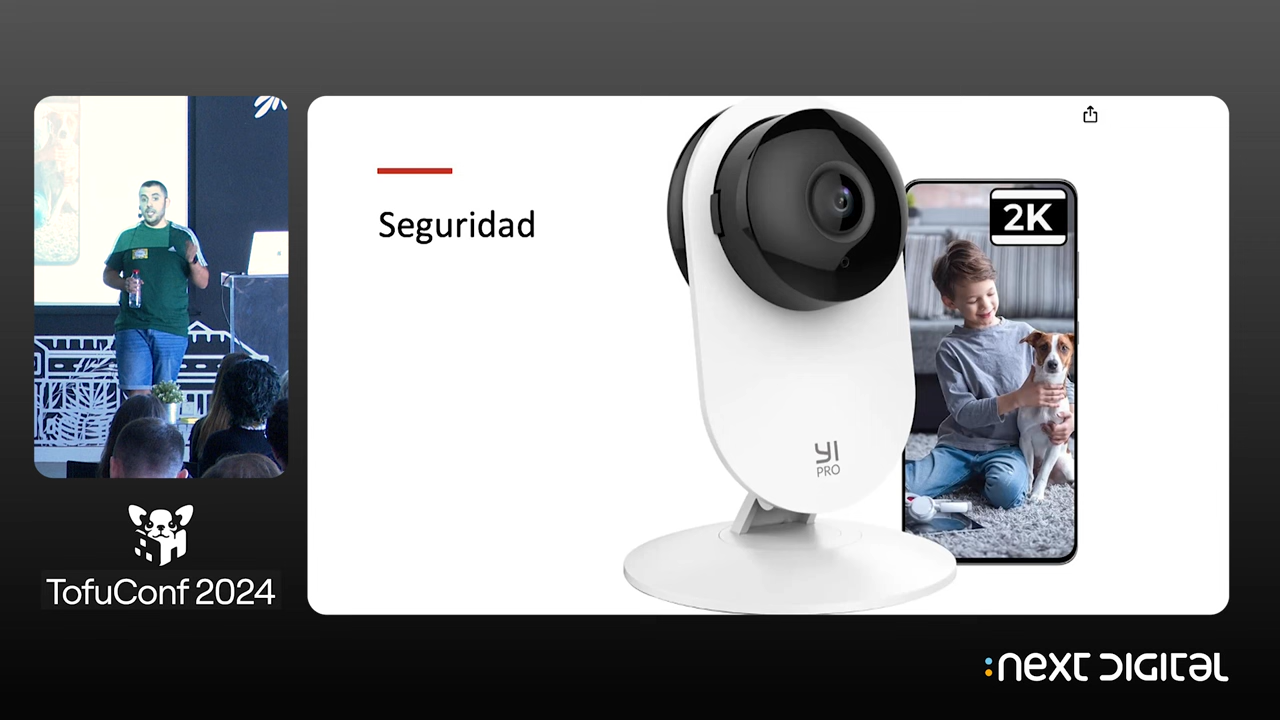 Seguridad
2K
YI
PRO
TofuConf 2024
:NEXT DIGITAL